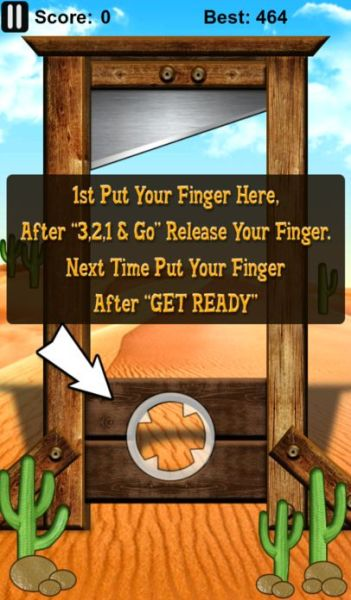 Score: 0
Best: 464
1st Put Your Finger Here,
After "3,2,1 & Go" Release Your Finger.
Next Time Put Your Finger
After "GET READY"